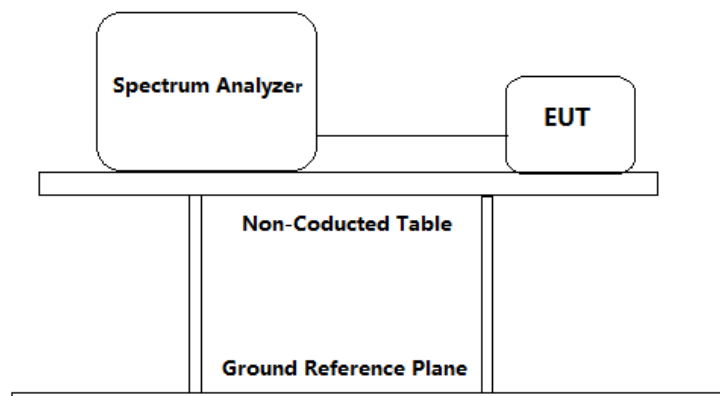 Spectrum Analyzer
EUT
Non-Coducted Table
Ground Reference Plane